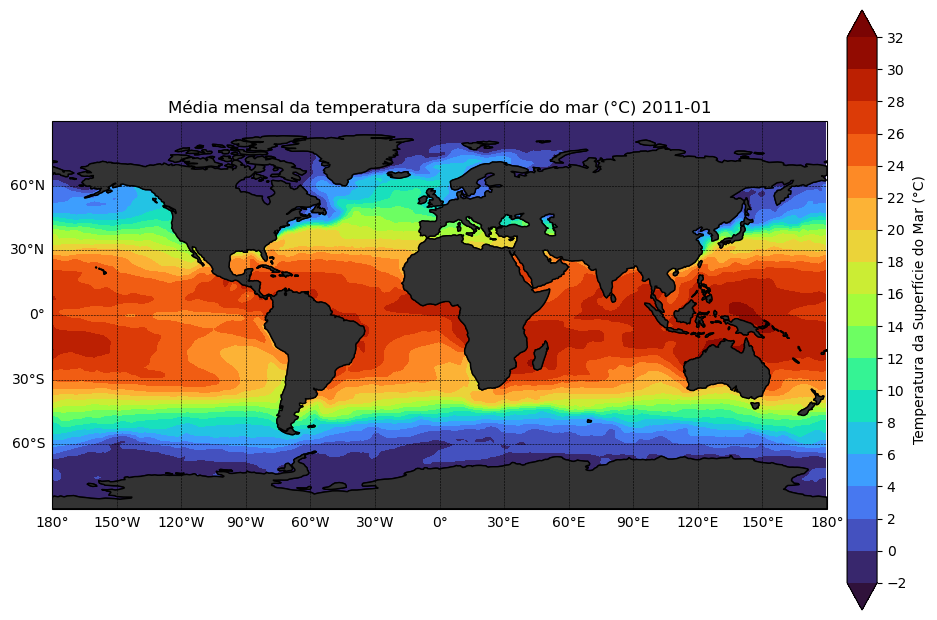 Média mensal da temperatura da superfície do mar (°C) 2011-01
60°N
30°N
0°
30°S
60°S
180° 150°W 120°W 90°W 60°W 30°W 0° 30°E 60°E 90°E 120°E 150°E 180°
32
30
28
26
24
22
20
18
16
14
12
10
8
6
4
2
0
−2
Temperatura da Superfície do Mar (°C)